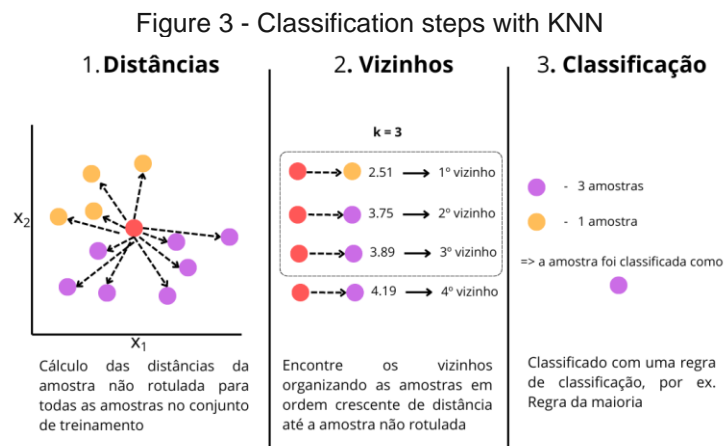 Figure 3 - Classification steps with KNN
1. Distâncias
X2
X1
Cálculo das distâncias da
amostra não rotulada para
todas as amostras no conjunto
de treinamento
2. Vizinhos
k = 3
2.51 1º vizinho
3.75 2º vizinho
3.89 3º vizinho
4.19 4º vizinho
Encontre os vizinhos
organizando as amostras em
ordem crescente de distância
até a amostra não rotulada
3. Classificação
- 3 amostras
- 1 amostra
=> a amostra foi classificada como
Classificado com uma regra
de classificação, por ex.
Regra da maioria